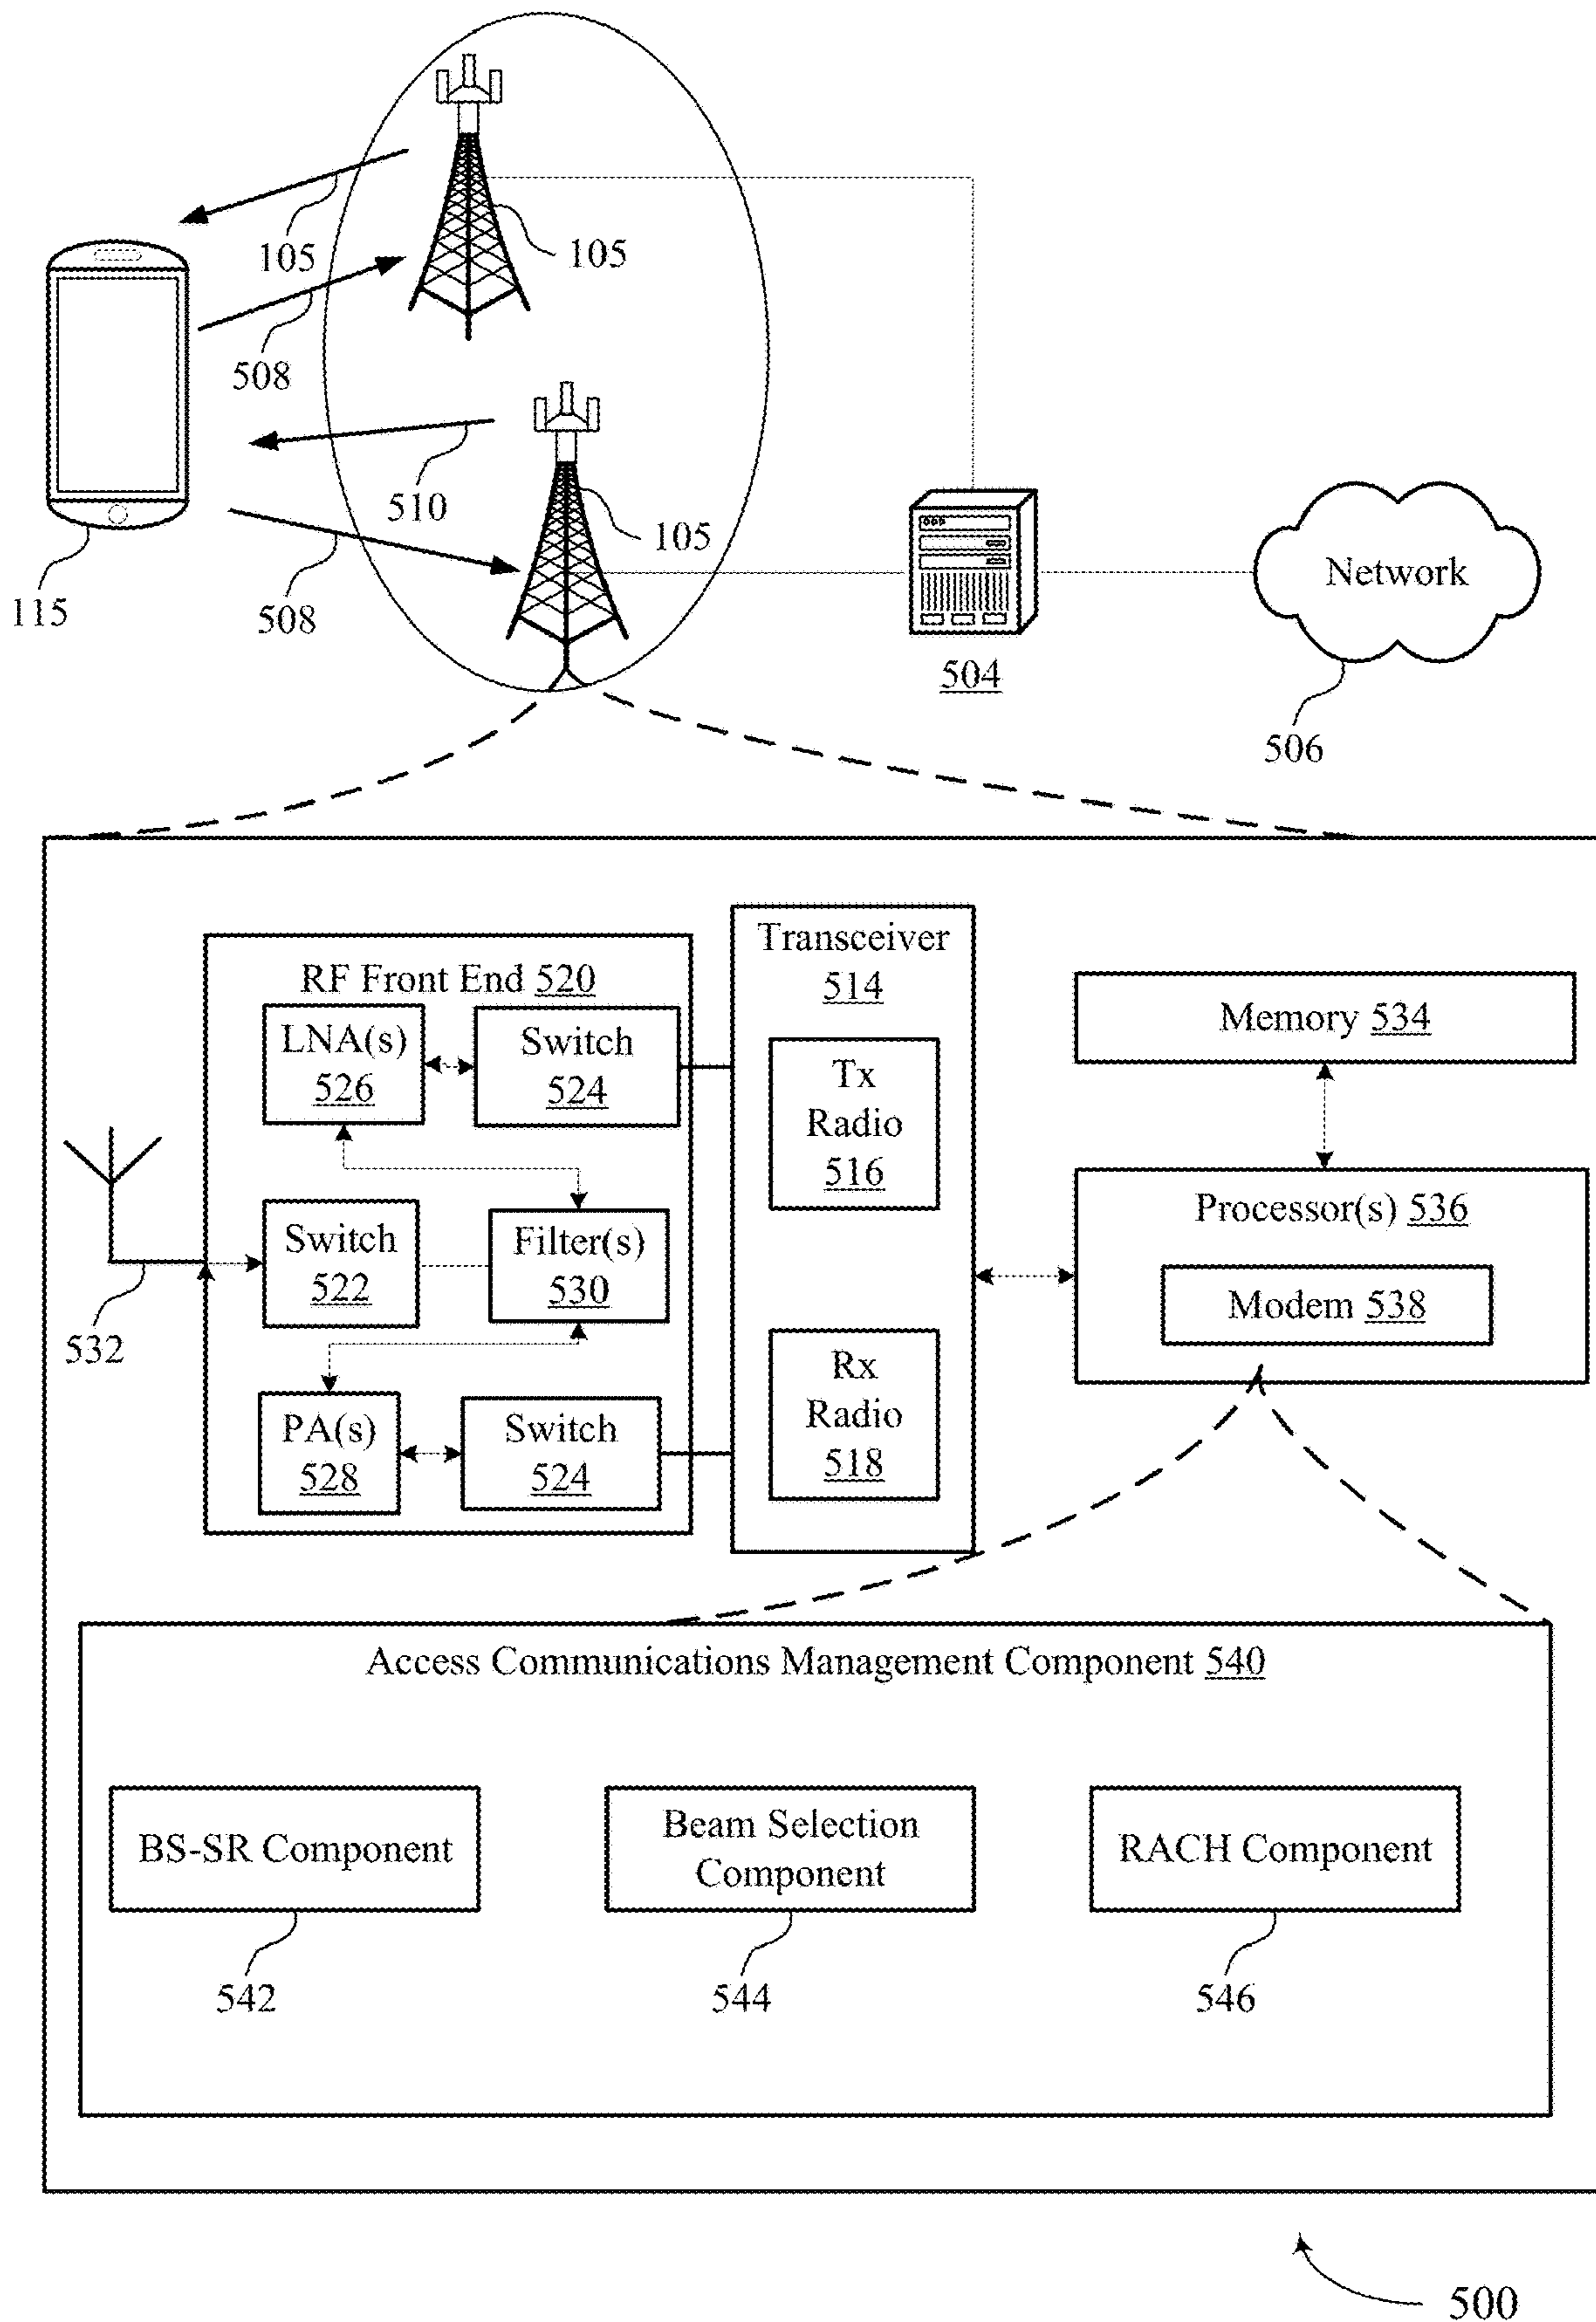 105
105
508
510
105
115
508
Network
504
506
RF Front End 520
Transceiver
514
LNA(s)
526
Switch
524
Memory 534
Tx
Radio
516
Switch
522
Filter(s)
530
Processor(s) 536
Modem 538
532
PA(s)
528
Switch
524
Rx
Radio
518
Access Communications Management Component 540
BS-SR Component
Beam Selection
Component
RACH Component
542
544
546
500